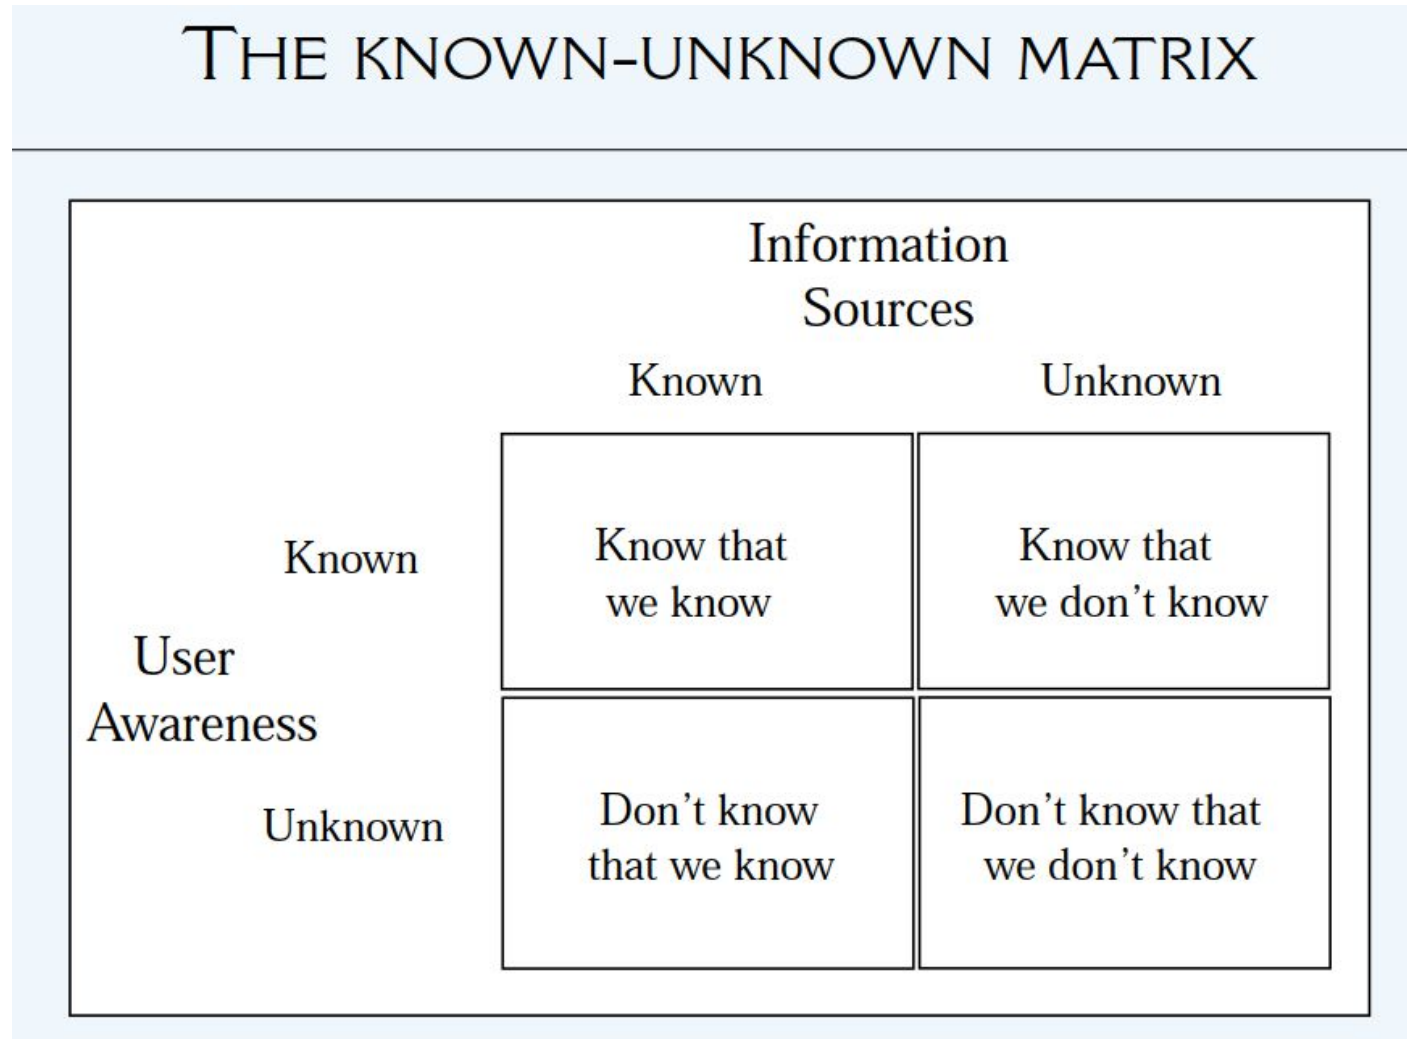 THE KNOWN-UNKNOWN MATRIX
Information
Sources
Known Unknown
Known
Know that
we know
Know that
we don’t know
User
Awareness
Unknown
Don’t know
that we know
Don’t know that
we don’t know